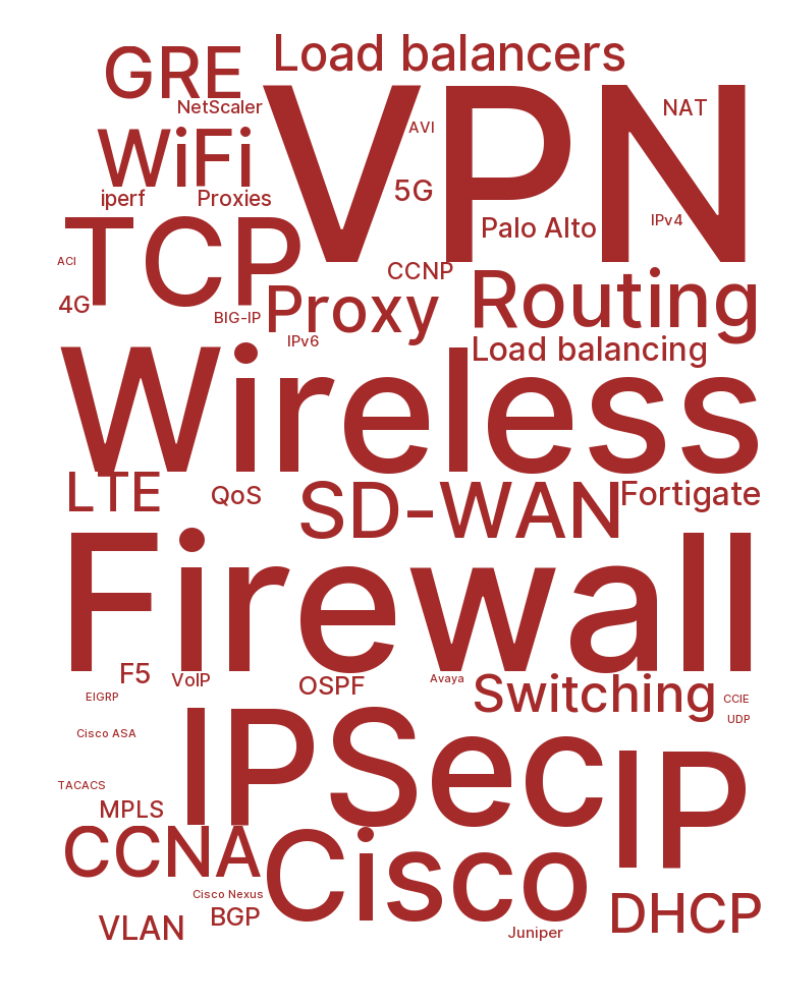 Load balancers
GRE
VPN
NetScaler
NAT
AVI
WiFi
5G
iperf
Proxies
Palo Alto
IPv4
TCP
ACI
CCNP
4G
BIG-IP
Proxy
Routing
IPv6
Load balancing
Wireless
LTE
QoS
SD-WAN
Fortigate
Firewall
F5
VoIP
OSPF
Avaya
Switching
EIGRP
CCIE
UDP
Cisco ASA
IPSec
IP
TACACS
MPLS
CCNA
Cisco
Cisco Nexus
DHCP
VLAN
BGP
Juniper